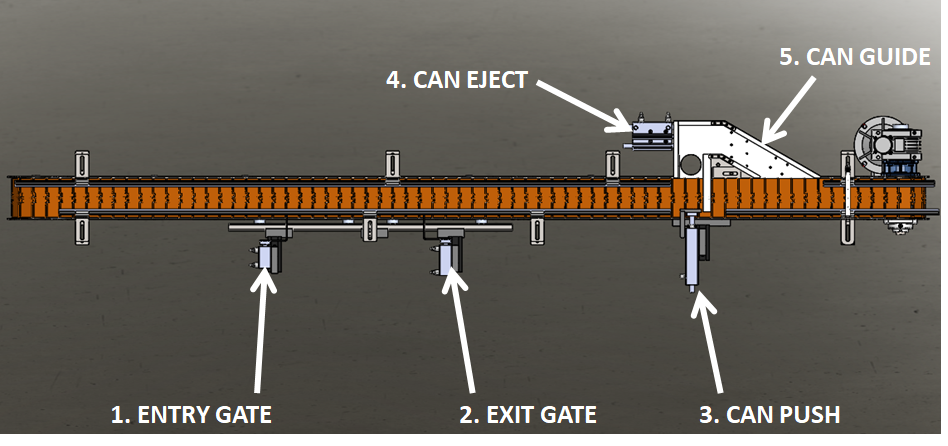 5. CAN GUIDE
4. CAN EJECT
1. ENTRY GATE
2. EXIT GATE
3. CAN PUSH